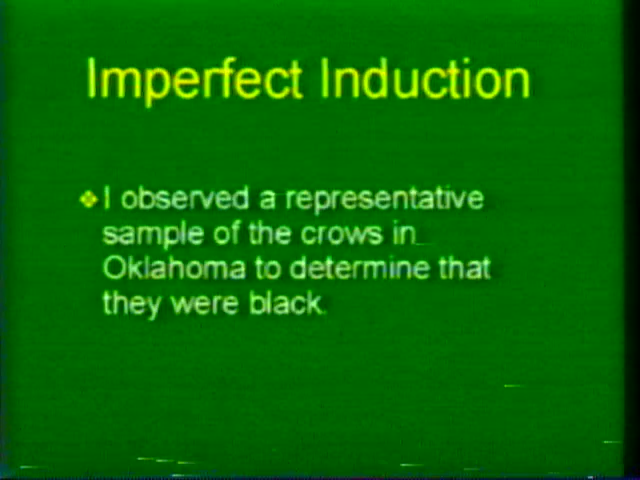 Imperfect Induction
I observed a representative
sample of the crows in
Oklahoma to determine that
they were black.